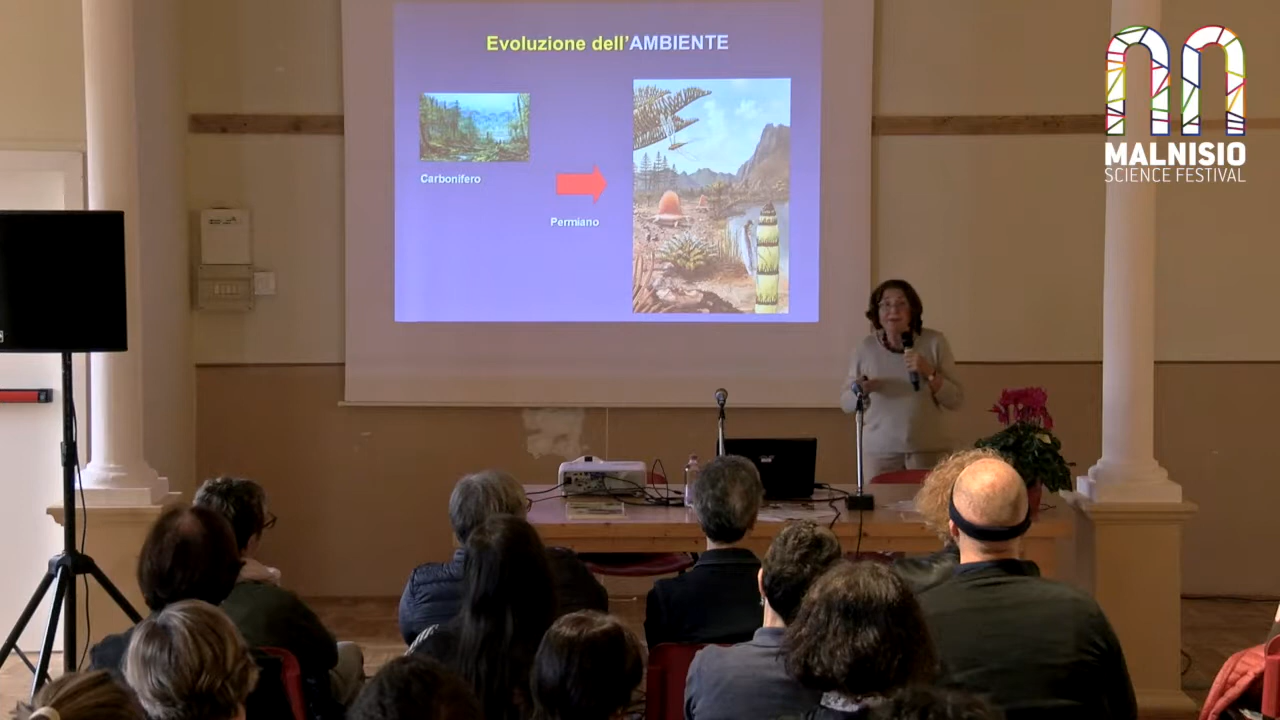 Evoluzione dell'AMBIENTE
Carbonifero
Permiano
MALNISIO
SCIENCE FESTIVAL